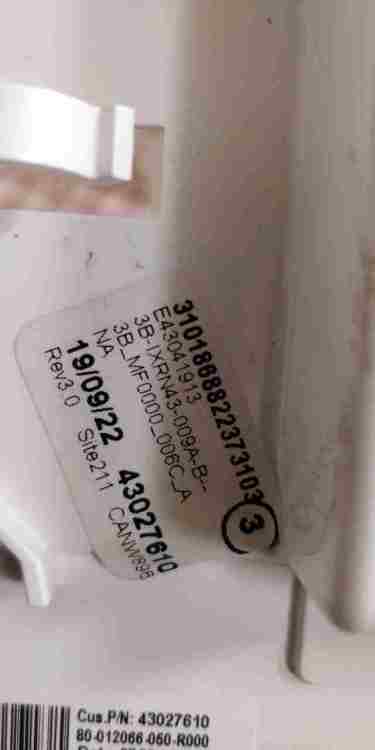 3101868822373103 3
E43041913
3B-IXRN43-009A-B--
3B_MF0000_006C_A
NA
19/09/22 43027610
Rev3.0 Site211 CANW896
Cus.P/N: 43027610
80-012066-050-R000